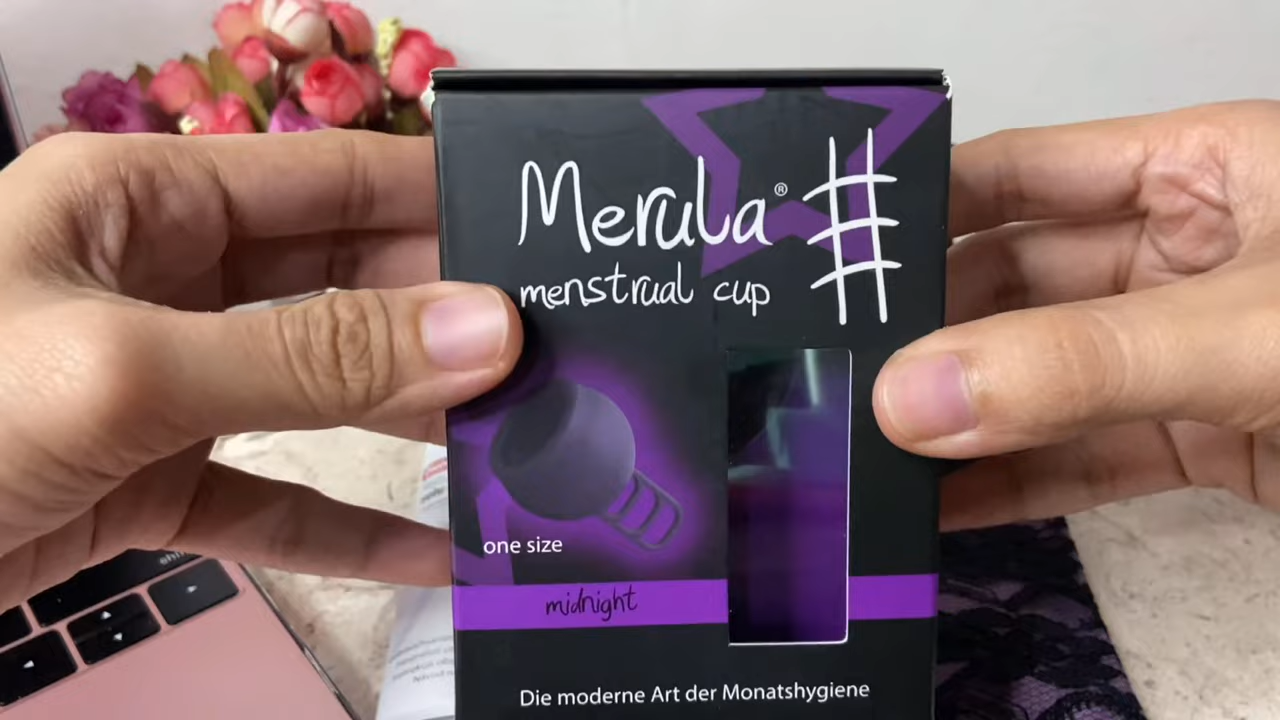 Merula®
menstrual cup
one size
midnight
Die moderne Art der Monatshygiene